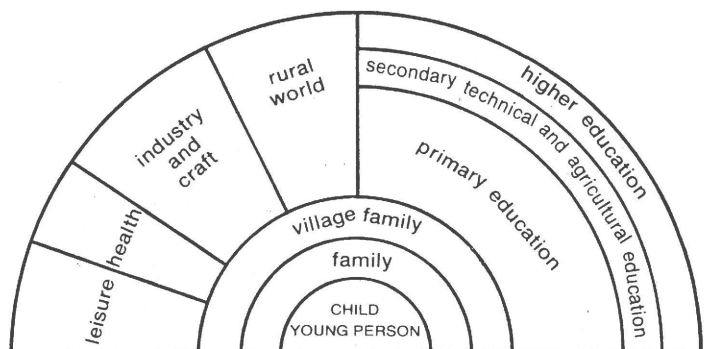 rural
world
industry
and
craft
health
leisure
higher education
secondary technical and agricultural education
primary education
village family
family
CHILD
YOUNG PERSON